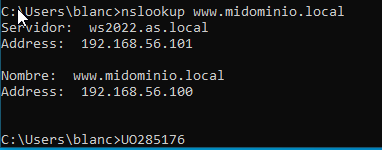 C:\Users\blanc>nslookup www.midominio.local
Servidor:  ws2022.as.local
Address:  192.168.56.101
Nombre:  www.midominio.local
Address:  192.168.56.100
C:\Users\blanc>UO285176